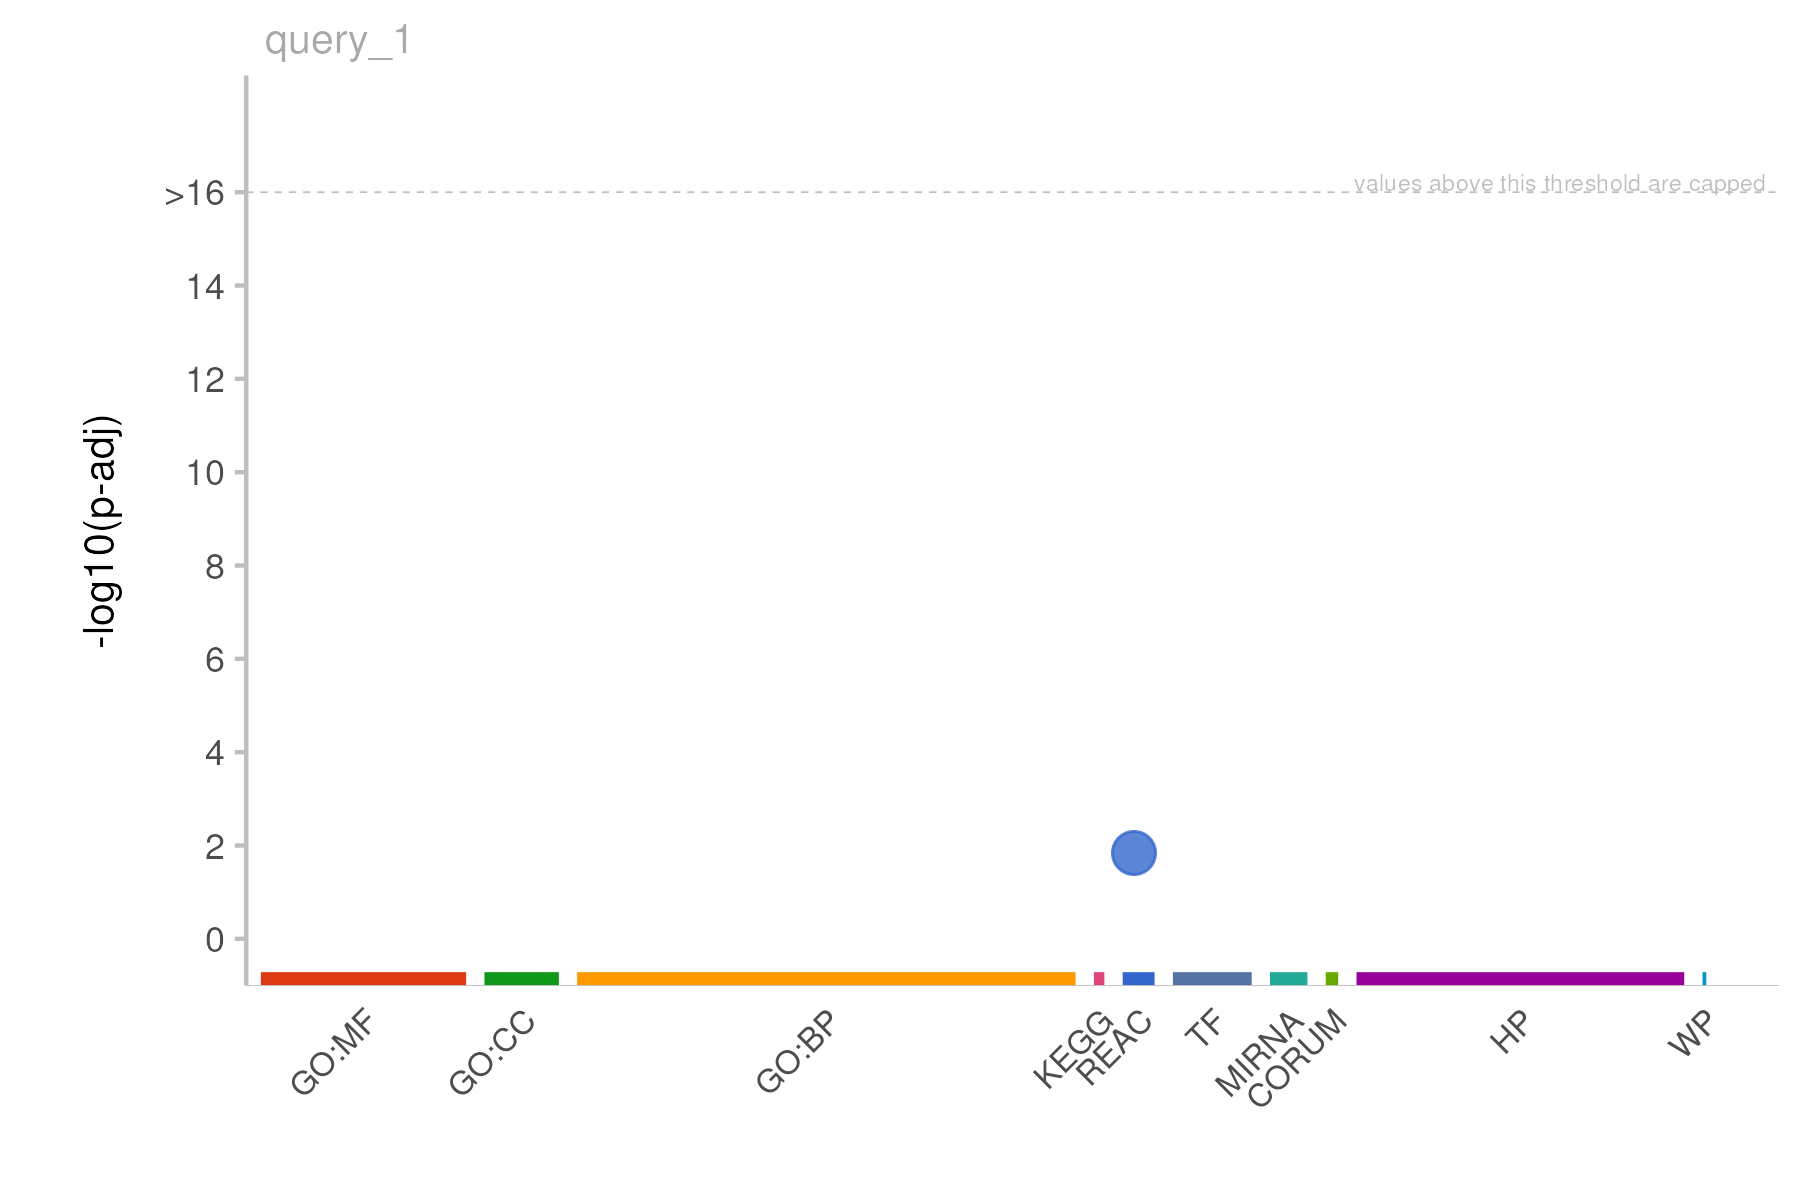 query_1
values above this threshold are capped
>16
14
12
10
8
6
4
2
0
-log10(p-adj)
GO:MF
GO:CC
GO:BP
KEGG
REAC
TF
MIRNA
CORUM
HP
WP